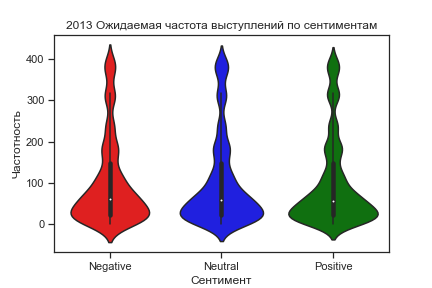 2013 Ожидаемая частота выступлений по сентиментам
Частотность
400
300
200
100
0
Negative Neutral Positive
Сентимент